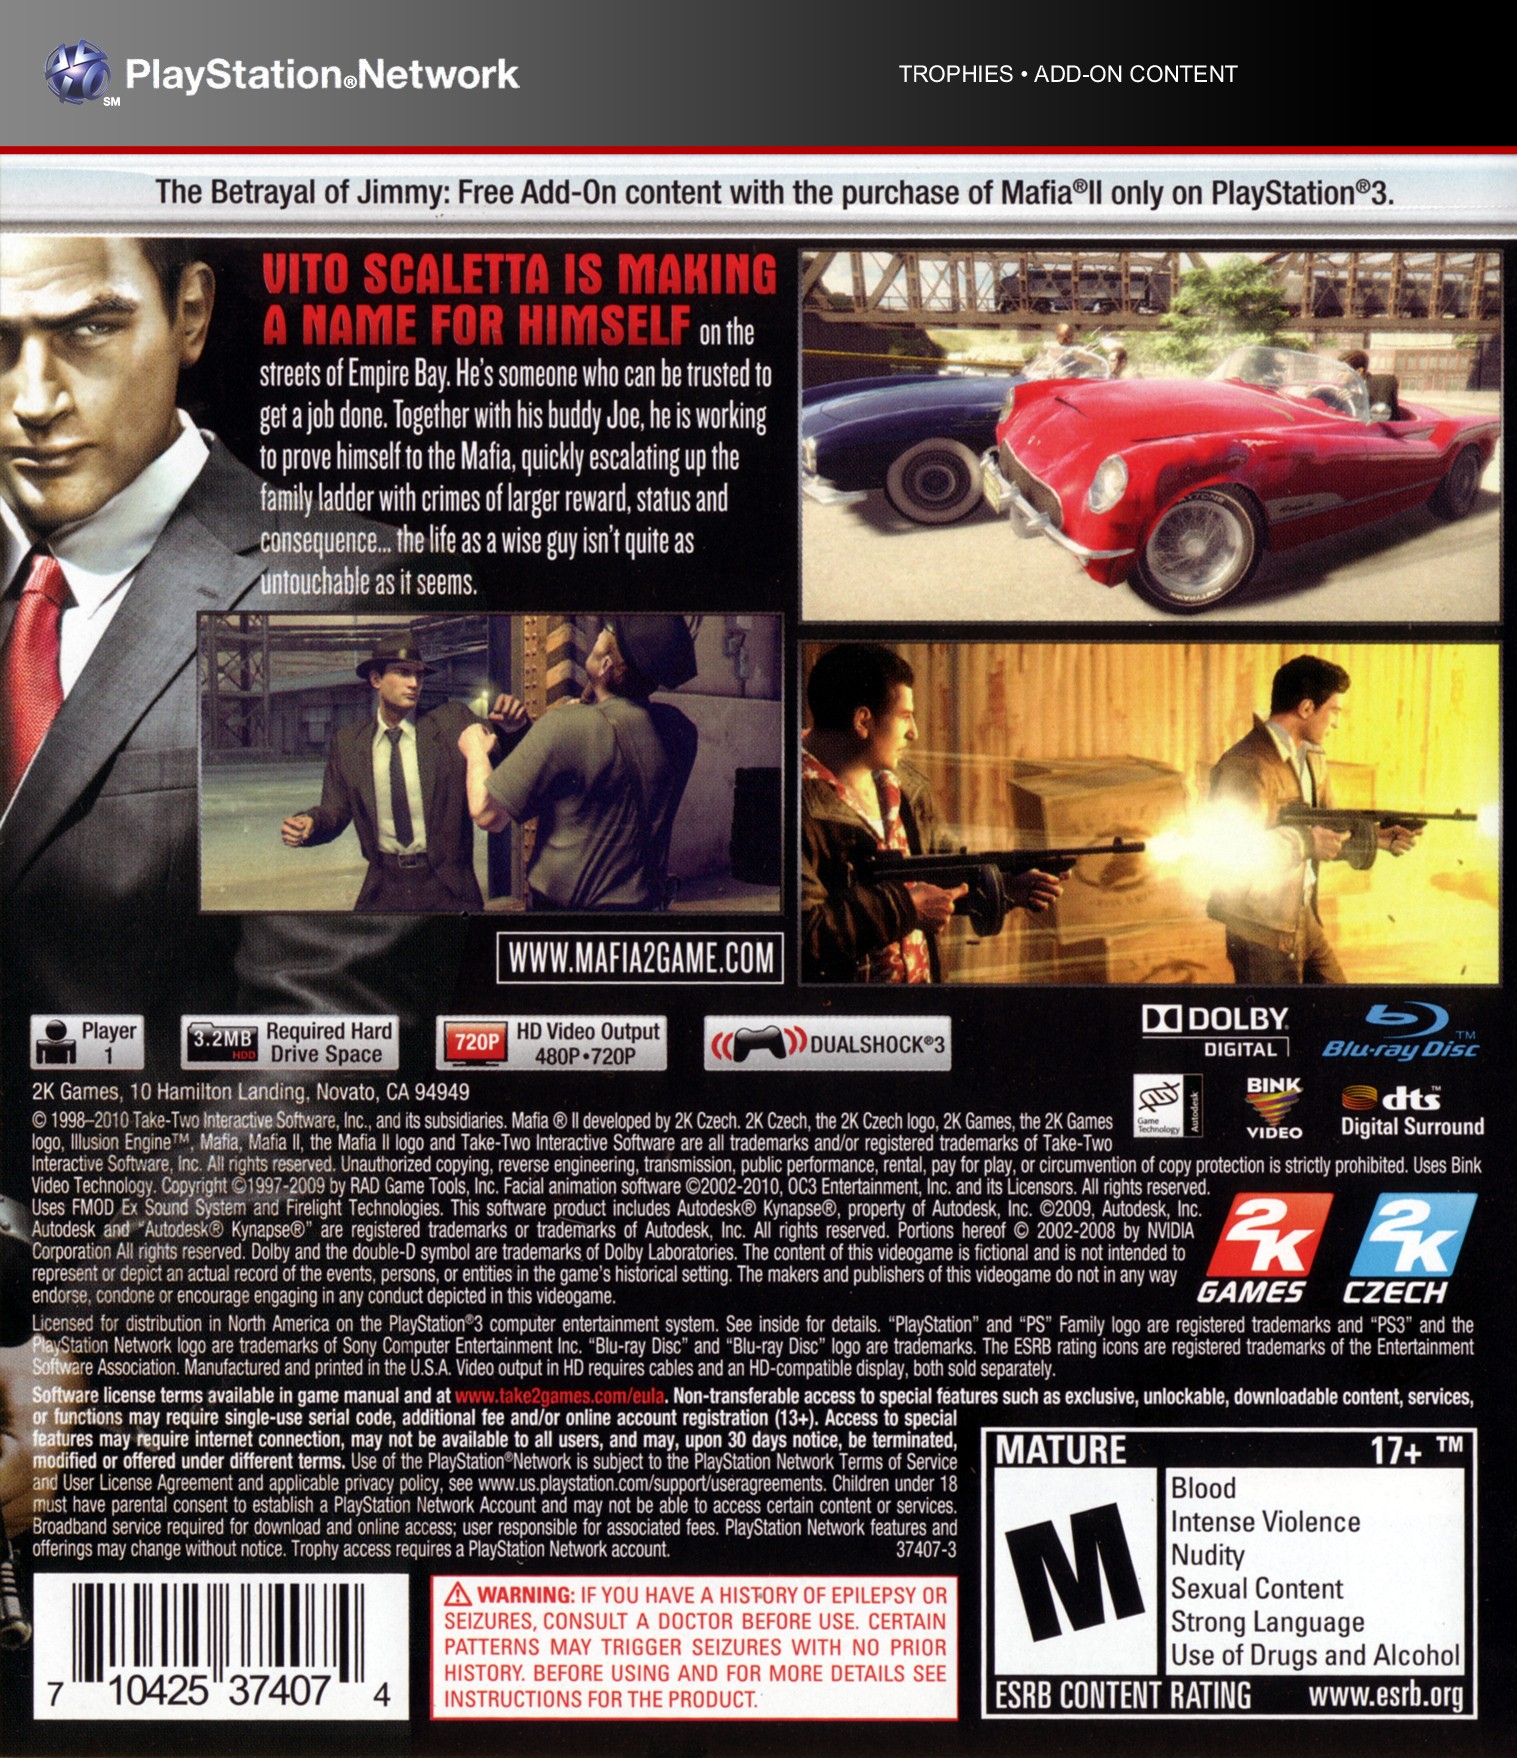 PlayStation®Network
SM
TROPHIES • ADD-ON CONTENT
The Betrayal of Jimmy: Free Add-On content with the purchase of Mafia®II only on PlayStation®3.
VITO SCALETTA IS MAKING
A NAME FOR HIMSELF on the
streets of Empire Bay. He's someone who can be trusted to
get a job done. Together with his buddy Joe, he is working
to prove himself to the Mafia, quickly escalating up the
family ladder with crimes of larger reward, status and
consequence... the life as a wise guy isn't quite as
untouchable as it seems.
WWW.MAFIA2GAME.COM
Player
1
3.2MB
HDD
Required Hard
Drive Space
720P
HD Video Output
480P•720P
DUALSHOCK®3
DOLBY
DIGITAL
Blu-ray Disc™
2K Games, 10 Hamilton Landing, Novato, CA 94949
Game
Technology
Autodesk
BINK
VIDEO
dts™
Digital Surround
© 1998–2010 Take-Two Interactive Software, Inc., and its subsidiaries. Mafia ® II developed by 2K Czech. 2K Czech, the 2K Czech logo, 2K Games, the 2K Games
logo, Illusion Engine™, Mafia, Mafia II, the Mafia II logo and Take-Two Interactive Software are all trademarks and/or registered trademarks of Take-Two
Interactive Software, Inc. All rights reserved. Unauthorized copying, reverse engineering, transmission, public performance, rental, pay for play, or circumvention of copy protection is strictly prohibited. Uses Bink
Video Technology. Copyright ©1997-2009 by RAD Game Tools, Inc. Facial animation software ©2002-2010, OC3 Entertainment, Inc. and its Licensors. All rights reserved.
Uses FMOD Ex Sound System and Firelight Technologies. This software product includes Autodesk® Kynapse®, property of Autodesk, Inc. ©2009, Autodesk, Inc.
Autodesk and "Autodesk® Kynapse®" are registered trademarks or trademarks of Autodesk, Inc. All rights reserved. Portions hereof © 2002-2008 by NVIDIA
Corporation All rights reserved. Dolby and the double-D symbol are trademarks of Dolby Laboratories. The content of this videogame is fictional and is not intended to
represent or depict an actual record of the events, persons, or entities in the game's historical setting. The makers and publishers of this videogame do not in any way
endorse, condone or encourage engaging in any conduct depicted in this videogame.
2K
GAMES
2K
CZECH
Licensed for distribution in North America on the PlayStation®3 computer entertainment system. See inside for details. "PlayStation" and "PS" Family logo are registered trademarks and "PS3" and the
PlayStation Network logo are trademarks of Sony Computer Entertainment Inc. "Blu-ray Disc" and "Blu-ray Disc" logo are trademarks. The ESRB rating icons are registered trademarks of the Entertainment
Software Association. Manufactured and printed in the U.S.A. Video output in HD requires cables and an HD-compatible display, both sold separately.
Software license terms available in game manual and at www.take2games.com/eula. Non-transferable access to special features such as exclusive, unlockable, downloadable content, services,
or functions may require single-use serial code, additional fee and/or online account registration (13+). Access to special
features may require internet connection, may not be available to all users, and may, upon 30 days notice, be terminated,
modified or offered under different terms. Use of the PlayStation®Network is subject to the PlayStation Network Terms of Service
and User License Agreement and applicable privacy policy, see www.us.playstation.com/support/useragreements. Children under 18
must have parental consent to establish a PlayStation Network Account and may not be able to access certain content or services.
Broadband service required for download and online access; user responsible for associated fees. PlayStation Network features and
offerings may change without notice. Trophy access requires a PlayStation Network account. 37407-3
7 10425 37407 4
WARNING: IF YOU HAVE A HISTORY OF EPILEPSY OR
SEIZURES, CONSULT A DOCTOR BEFORE USE. CERTAIN
PATTERNS MAY TRIGGER SEIZURES WITH NO PRIOR
HISTORY. BEFORE USING AND FOR MORE DETAILS SEE
INSTRUCTIONS FOR THE PRODUCT.
MATURE 17+ ™
M
Blood
Intense Violence
Nudity
Sexual Content
Strong Language
Use of Drugs and Alcohol
ESRB CONTENT RATING www.esrb.org